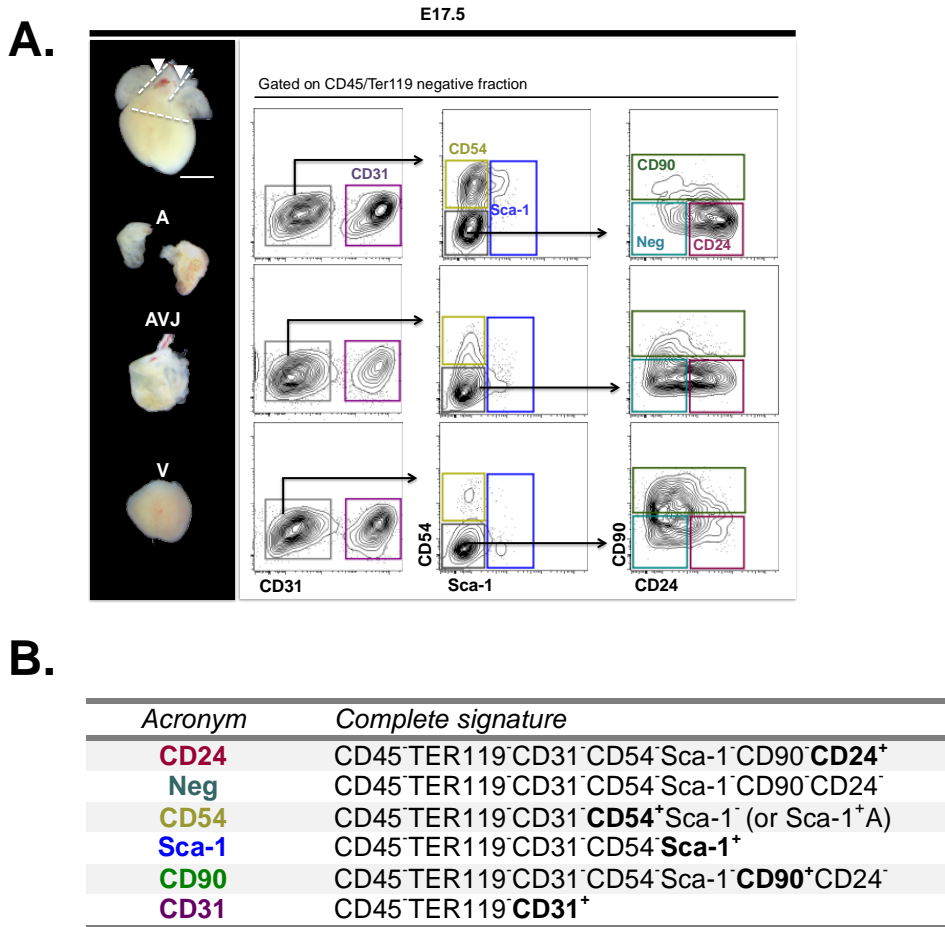 E17.5
A.
Gated on CD45/Ter119 negative fraction
CD31
CD54
Sca-1
CD90
Neg
CD24
A
AVJ
V
CD54
CD90
CD31
Sca-1
CD24
B.
Acronym Complete signature
CD24 CD45⁻TER119⁻CD31⁻CD54⁻Sca-1⁻CD90⁻CD24⁺
Neg CD45⁻TER119⁻CD31⁻CD54⁻Sca-1⁻CD90⁻CD24⁻
CD54 CD45⁻TER119⁻CD31⁻CD54⁺Sca-1⁻ (or Sca-1⁺A)
Sca-1 CD45⁻TER119⁻CD31⁻CD54⁻Sca-1⁺
CD90 CD45⁻TER119⁻CD31⁻CD54⁻Sca-1⁻CD90⁺CD24⁻
CD31 CD45⁻TER119⁻CD31⁺